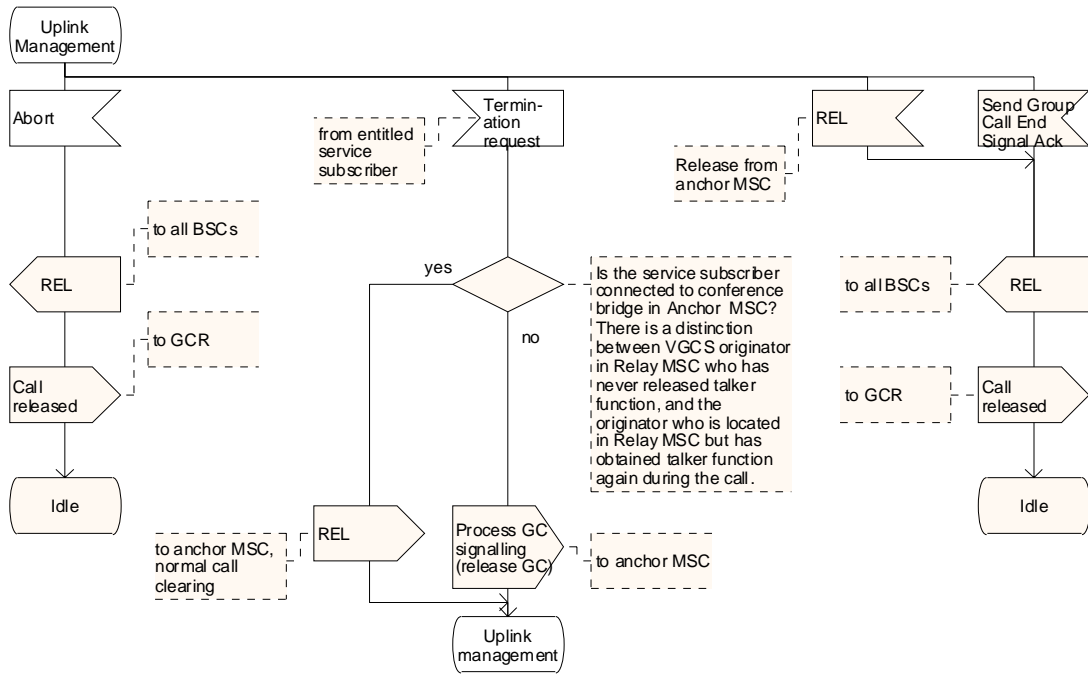 Uplink
Management
Abort
Termin-
ation
request
from entitled
service
subscriber
REL
Release from
anchor MSC
Send Group
Call End
Signal Ack
to all BSCs
REL
yes
no
Is the service subscriber
connected to conference
bridge in Anchor MSC?
There is a distinction
between VGCS originator
in Relay MSC who has
never released talker
function, and the
originator who is located
in Relay MSC but has
obtained talker function
again during the call.
to all BSCs
REL
to GCR
Call
released
to GCR
Call
released
Idle
Idle
to anchor MSC,
normal call
clearing
REL
Process GC
signalling
(release GC)
to anchor MSC
Uplink
management